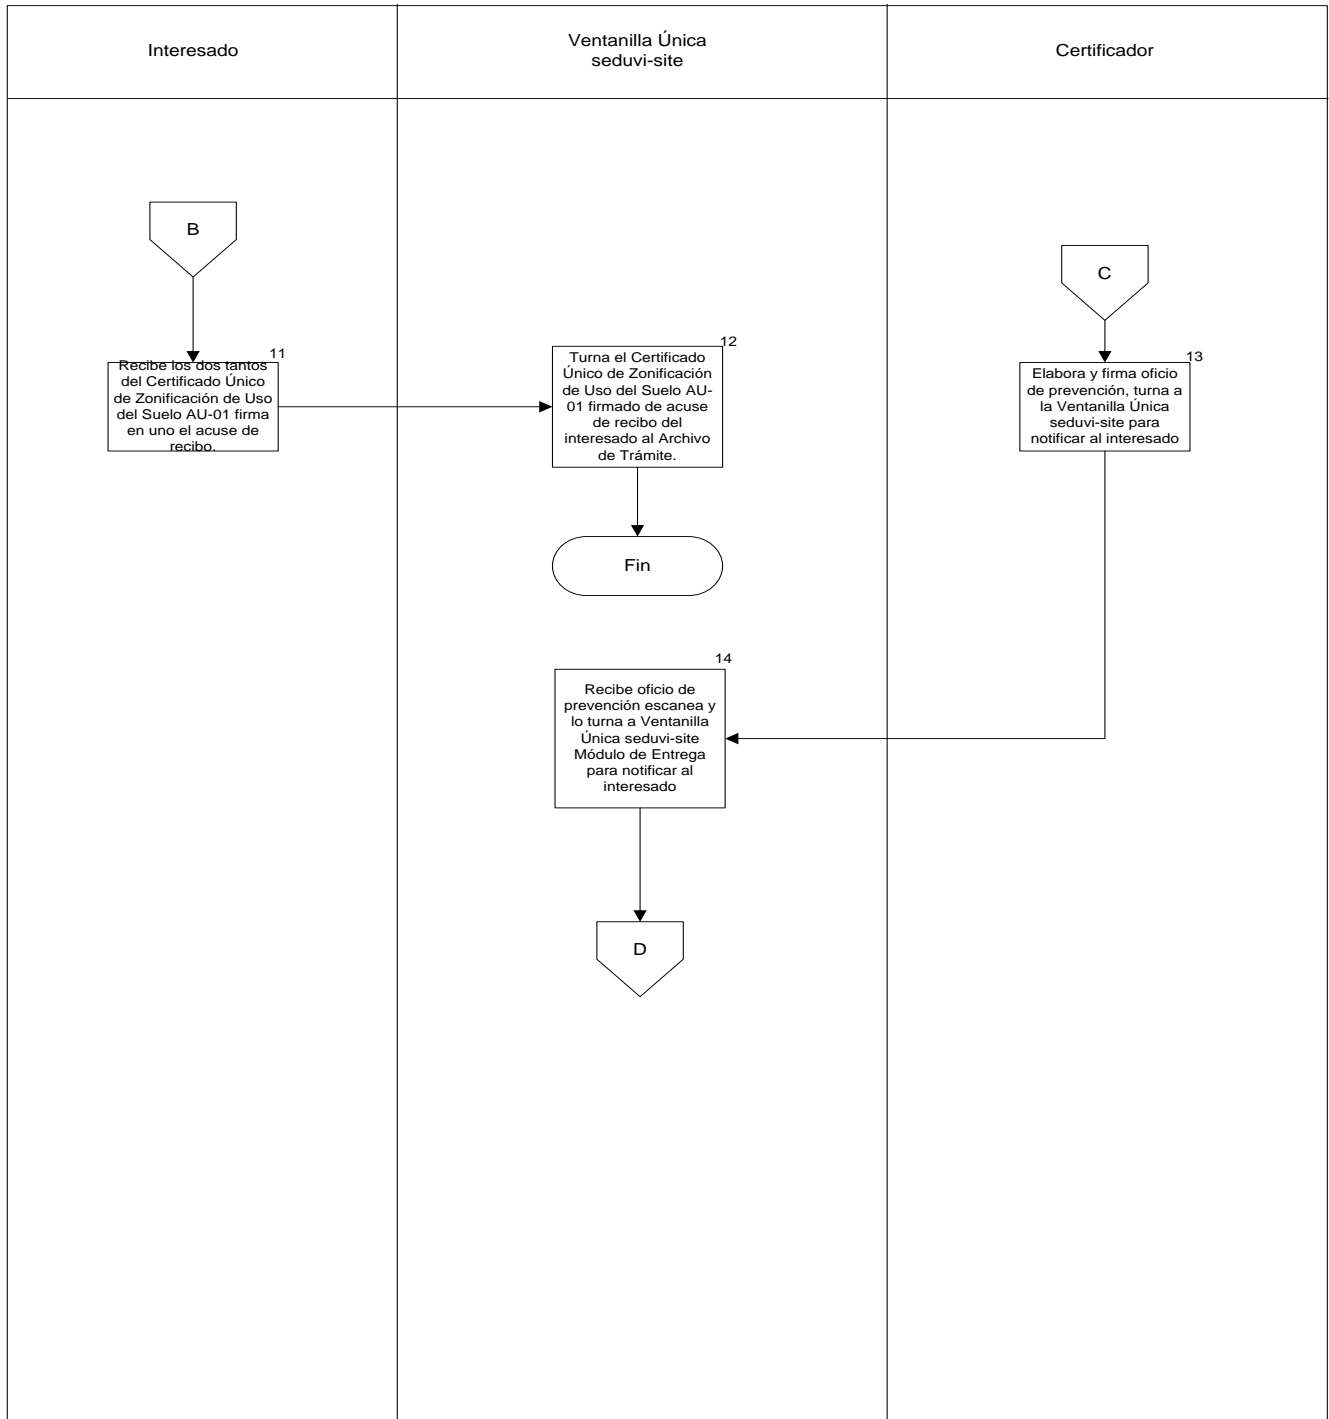 Interesado
Ventanilla Única
seduvi-site
Certificador
B
C
11
Recibe los dos tantos
del Certificado Único
de Zonificación de Uso
del Suelo AU-01 firma
en uno el acuse de
recibo.
12
Turna el Certificado
Único de Zonificación
de Uso del Suelo AU-
01 firmado de acuse
de recibo del
interesado al Archivo
de Trámite.
13
Elabora y firma oficio
de prevención, turna a
la Ventanilla Única
seduvi-site para
notificar al interesado
Fin
14
Recibe oficio de
prevención escanea y
lo turna a Ventanilla
Única seduvi-site
Módulo de Entrega
para notificar al
interesado
D